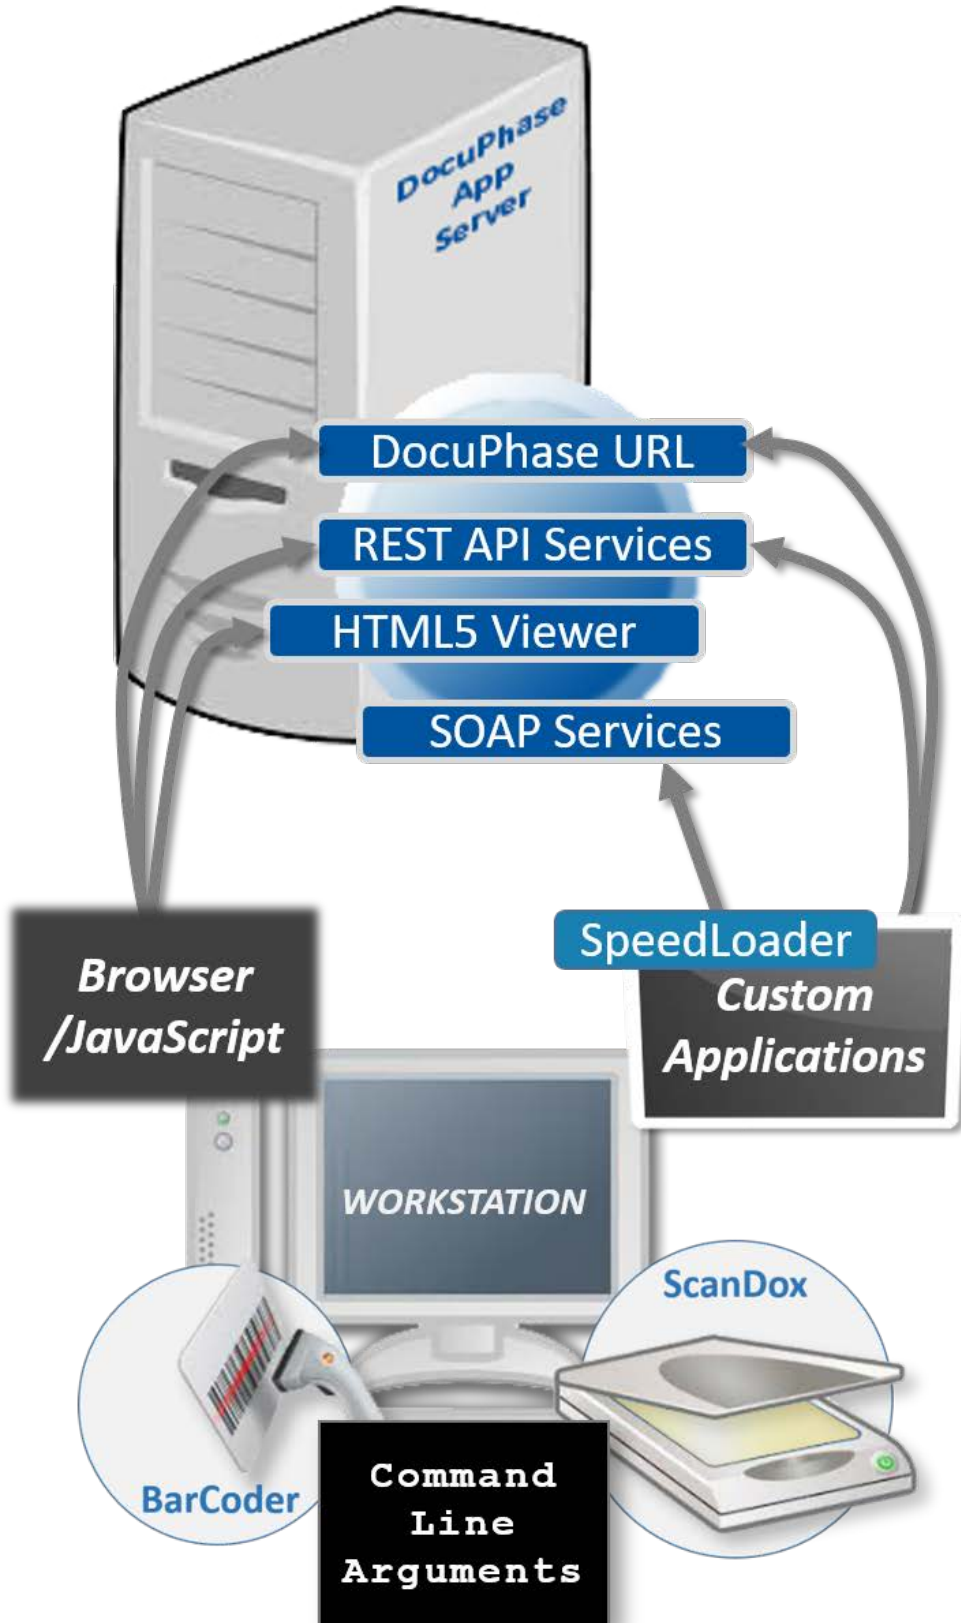 DocuPhase
App
Server
DocuPhase URL
REST API Services
HTML5 Viewer
SOAP Services
Browser
/JavaScript
SpeedLoader
Custom
Applications
WORKSTATION
ScanDox
BarCoder
Command
Line
Arguments